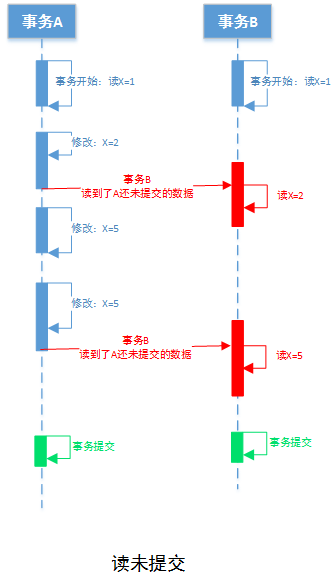 事务A
事务B
事务开始：读X=1
事务开始：读X=1
修改：X=2
事务B
读到了A还未提交的数据
读X=2
修改：X=5
修改：X=5
事务B
读到了A还未提交的数据
读X=5
事务提交
事务提交
读未提交